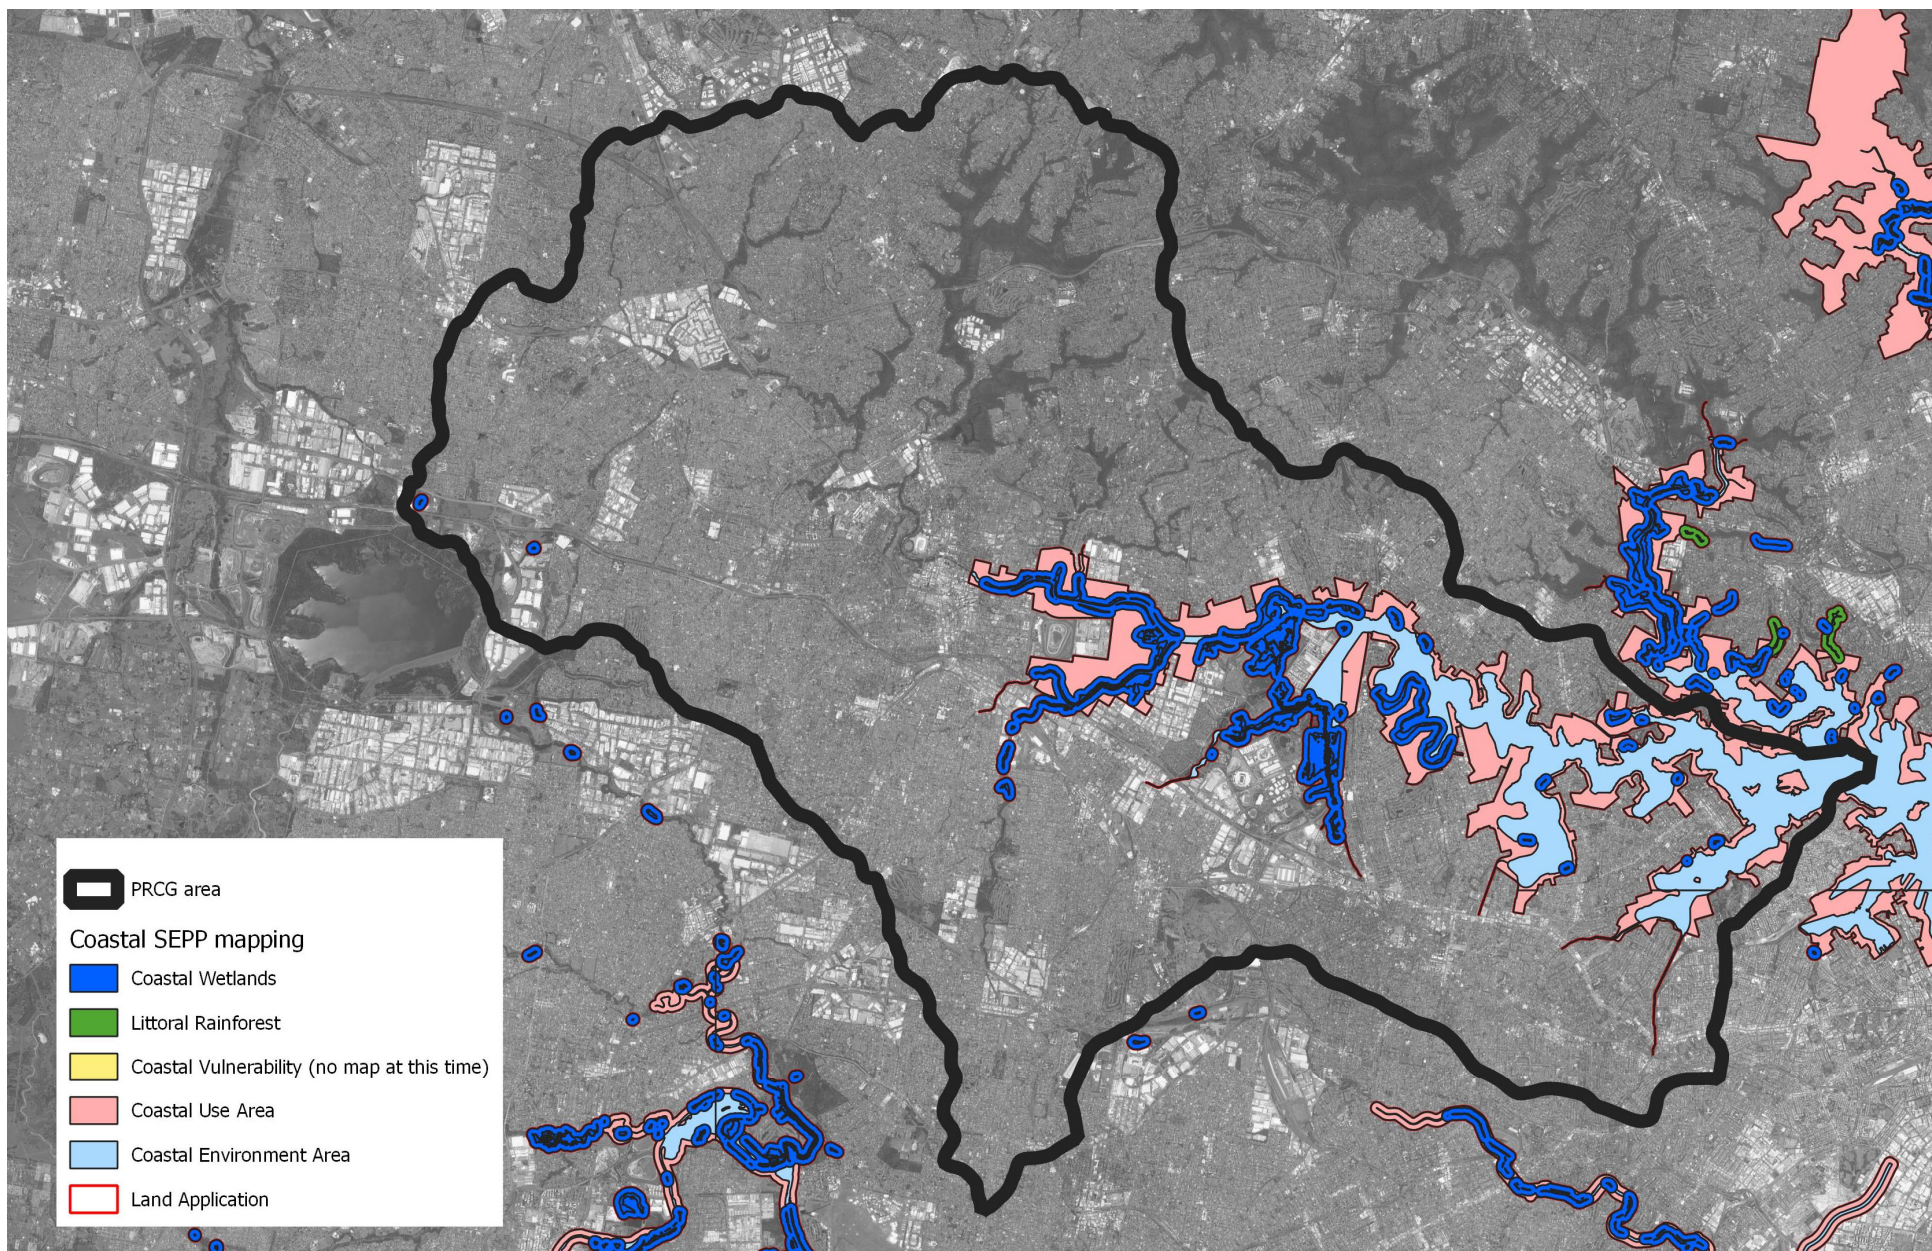 PRCG area
Coastal SEPP mapping
Coastal Wetlands
Littoral Rainforest
Coastal Vulnerability (no map at this time)
Coastal Use Area
Coastal Environment Area
Land Application